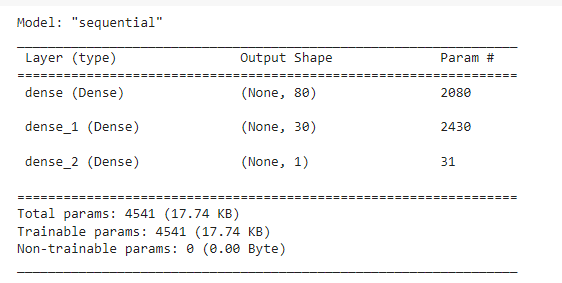 Model: "sequential"
_________________________________________________________________
Layer (type) Output Shape Param #
=================================================================
dense (Dense) (None, 80) 2080
dense_1 (Dense) (None, 30) 2430
dense_2 (Dense) (None, 1) 31
=================================================================
Total params: 4541 (17.74 KB)
Trainable params: 4541 (17.74 KB)
Non-trainable params: 0 (0.00 Byte)
_________________________________________________________________